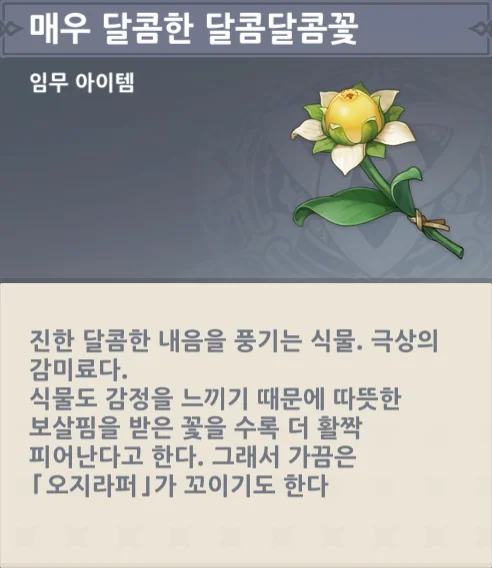 매우 달콤한 달콤달콤꽃
임무 아이템
진한 달콤한 내음을 풍기는 식물. 극상의
감미료다.
식물도 감정을 느끼기 때문에 따뜻한
보살핌을 받은 꽃을 수록 더 활짝
피어난다고 한다. 그래서 가끔은
「오지라퍼」가 꼬이기도 한다